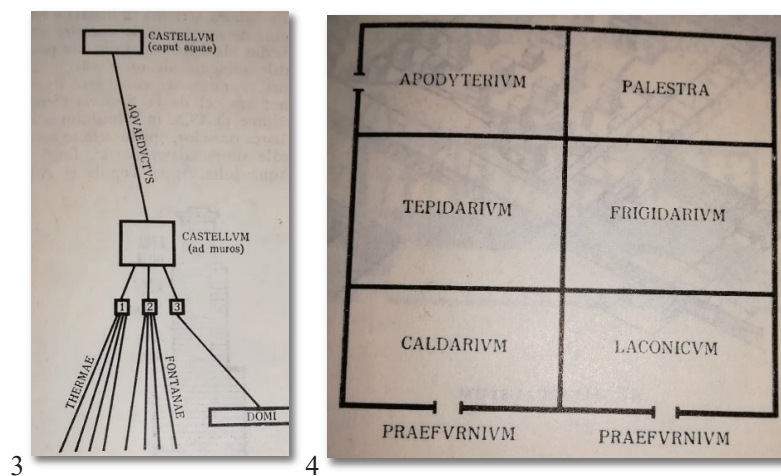 CASTELLVM
(caput aquae)
AQVAEDVCTVS
CASTELLVM
(ad muros)
1 2 3
THERMAE
FONTANAE
DOMI
3
APODYTERIVM PALESTRA
TEPIDARIVM FRIGIDARIVM
CALDARIVM LACONICVM
PRAEFVRNIVM PRAEFVRNIVM
4